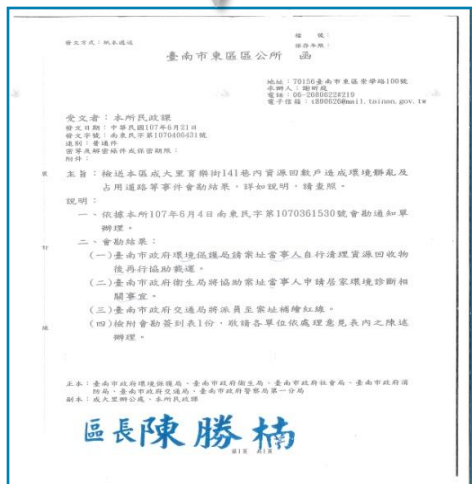 檔　　號：
保存年限：
發文方式：紙本遞送
臺南市東區區公所　函
地址：70156臺南市東區崇學路100號
承辦人：謝昕庭
電話：06-2680622#219
電子信箱：t890626@mail.tainan.gov.tw
受文者：本所民政課
發文日期：中華民國107年6月21日
發文字號：南東民字第1070406431號
速別：普通件
密等及解密條件或保密期限：
附件：
主旨：檢送本區成大里育樂街141巷內資源回收戶造成環境髒亂及
占用道路等事件會勘結果，詳如說明，請查照。
說明：
一、依據本所107年6月4日南東民字第1070361530號會勘通知單
辦理。
二、會勘結果：
(一)臺南市政府環境保護局請案址當事人自行清理資源回收物
後再行協助載運。
(二)臺南市政府衛生局將協助案址當事人申請居家環境診斷相
關事宜。
(三)臺南市政府交通局將派員至案址補繪紅線。
(四)檢附會勘簽到表1份，敬請各單位依處理意見表內之陳述
辦理。
正本：臺南市政府環境保護局、臺南市政府衛生局、臺南市政府社會局、臺南市政府消
防局、臺南市政府交通局、臺南市政府警察局第一分局
副本：成大里辦公處、本所民政課
區長陳勝楠
第1頁　共1頁
裝
訂
線